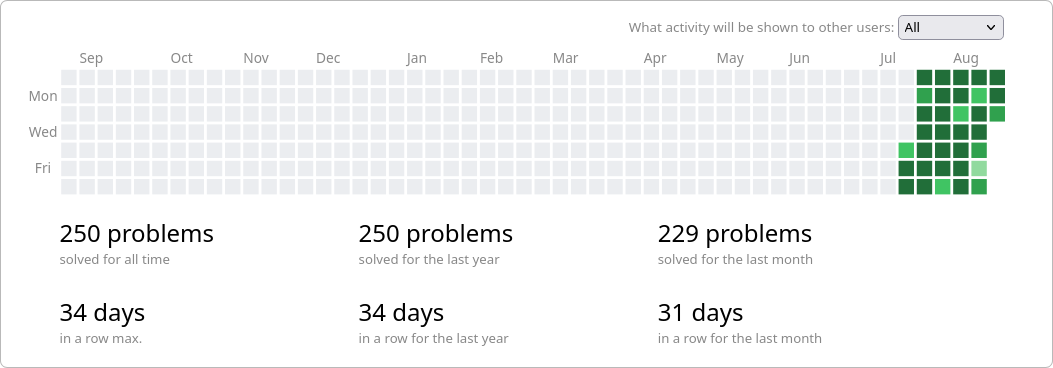 What activity will be shown to other users: All
Sep Oct Nov Dec Jan Feb Mar Apr May Jun Jul Aug
Mon
Wed
Fri
250 problems 250 problems 229 problems
solved for all time solved for the last year solved for the last month
34 days 34 days 31 days
in a row max. in a row for the last year in a row for the last month